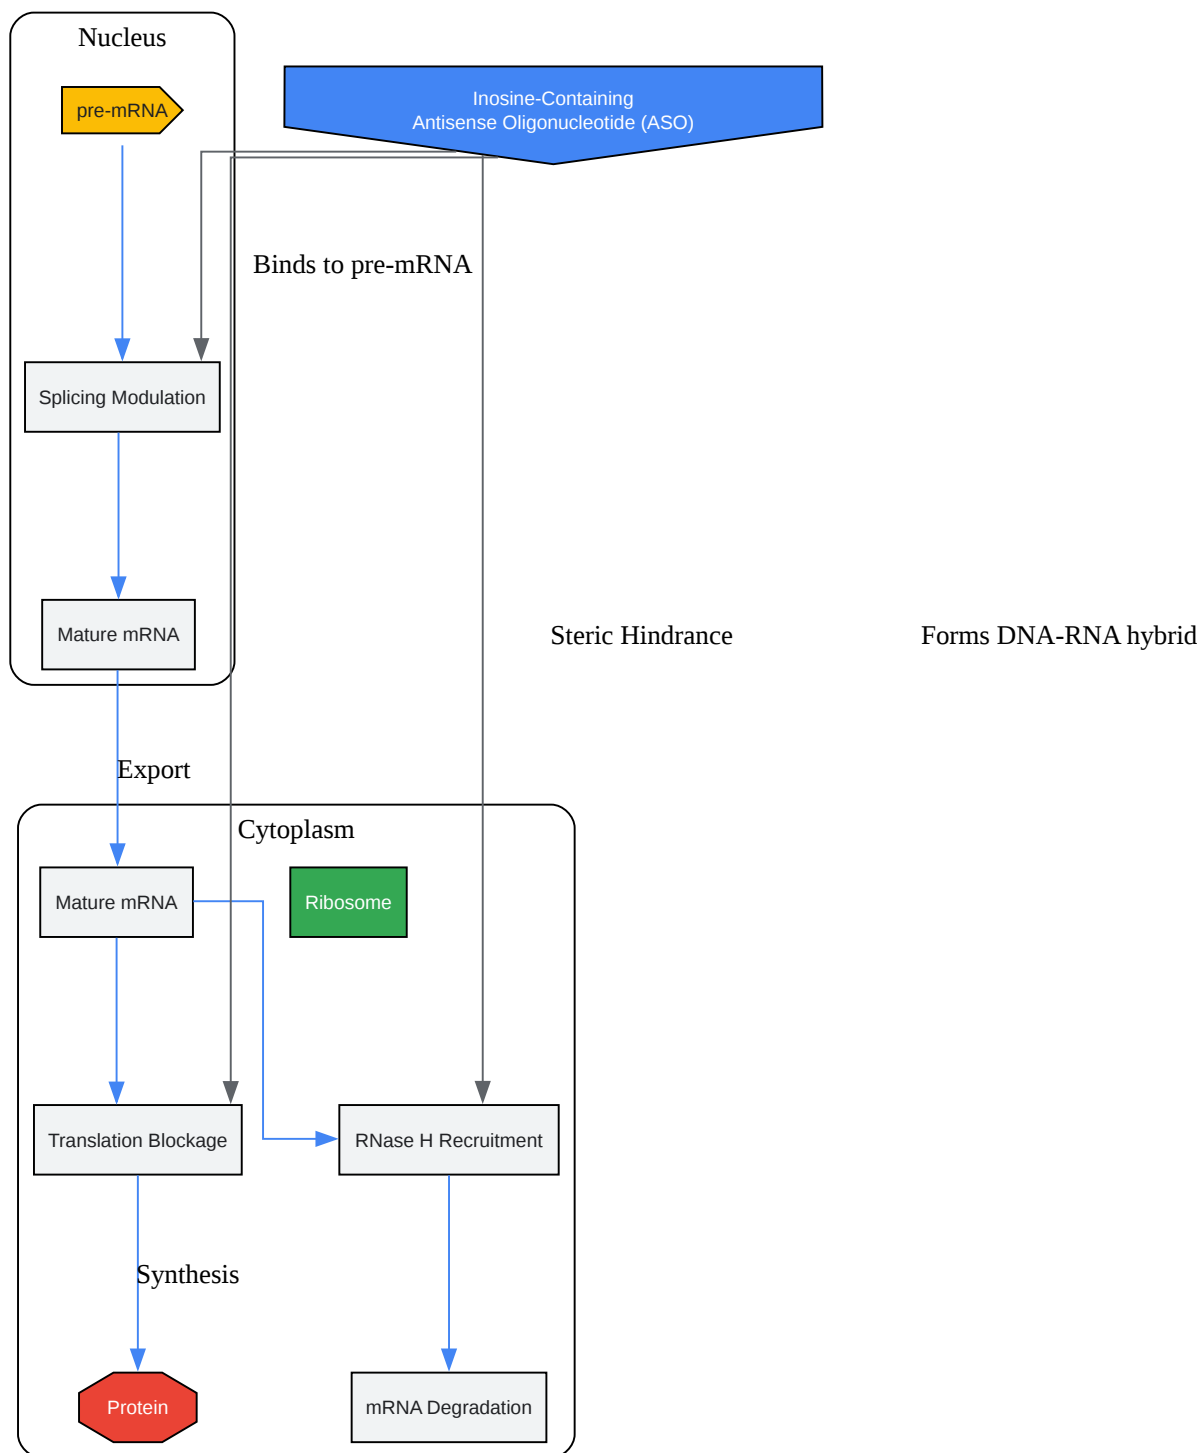 Nucleus
pre-mRNA
Inosine-Containing
Antisense Oligonucleotide (ASO)
Binds to pre-mRNA
Splicing Modulation
Mature mRNA
Steric Hindrance
Forms DNA-RNA hybrid
Export
Cytoplasm
Mature mRNA
Ribosome
Translation Blockage
RNase H Recruitment
Synthesis
Protein
mRNA Degradation